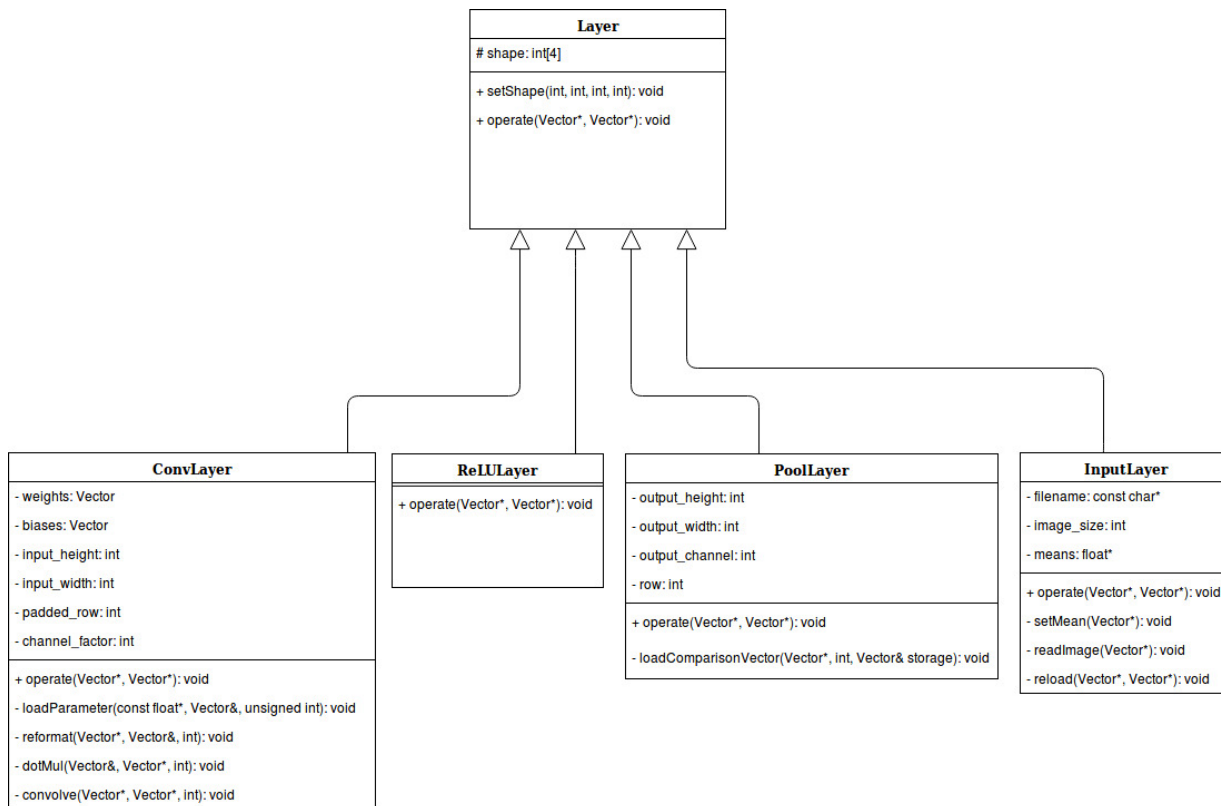 Layer
# shape: int[4]
+ setShape(int, int, int, int): void
+ operate(Vector*, Vector*): void
ConvLayer
- weights: Vector
- biases: Vector
- input_height: int
- input_width: int
- padded_row: int
- channel_factor: int
+ operate(Vector*, Vector*): void
- loadParameter(const float*, Vector&, unsigned int): void
- reformat(Vector*, Vector&, int): void
- dotMul(Vector&, Vector*, int): void
- convolve(Vector*, Vector*, int): void
ReLULayer
+ operate(Vector*, Vector*): void
PoolLayer
- output_height: int
- output_width: int
- output_channel: int
- row: int
+ operate(Vector*, Vector*): void
- loadComparisonVector(Vector*, int, Vector& storage): void
InputLayer
- filename: const char*
- image_size: int
- means: float*
+ operate(Vector*, Vector*): void
- setMean(Vector*): void
- readImage(Vector*): void
- reload(Vector*, Vector*): void